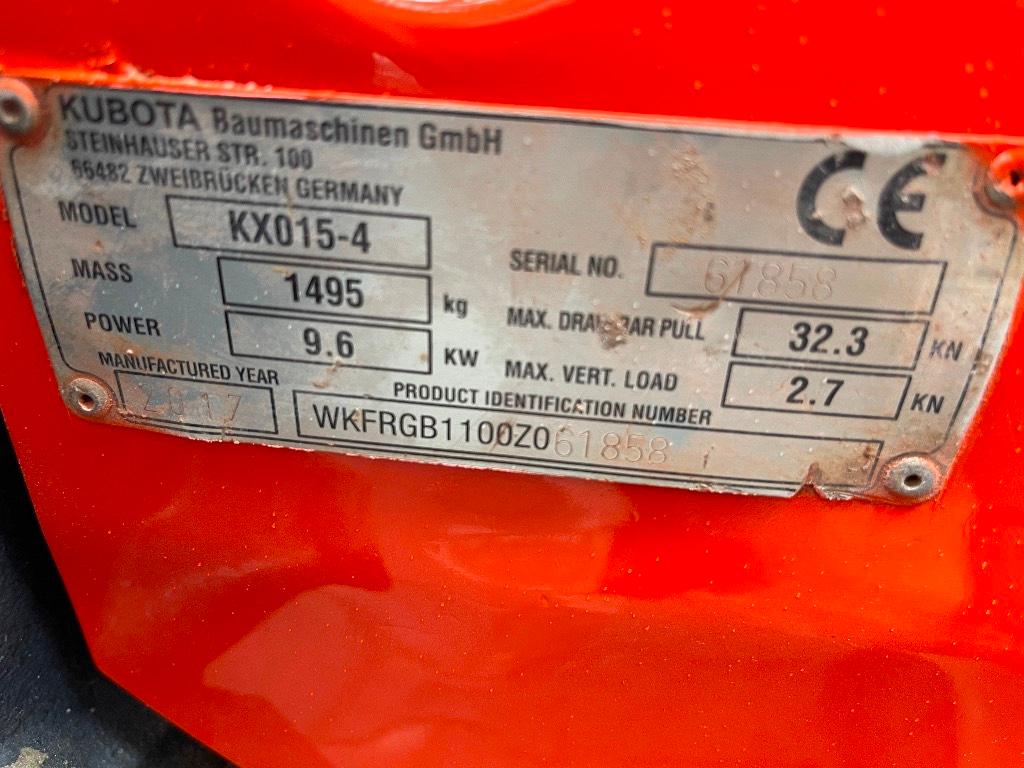 KUBOTA Baumaschinen GmbH
STEINHAUSER STR. 100
66482 ZWEIBRÜCKEN GERMANY
CE
MODEL KX015-4
MASS 1495 kg
POWER 9.6 KW
SERIAL NO. 61858
MAX. DRAWBAR PULL 32.3 KN
MAX. VERT. LOAD 2.7 KN
MANUFACTURED YEAR
2017
PRODUCT IDENTIFICATION NUMBER
WKFRGB1100Z061858